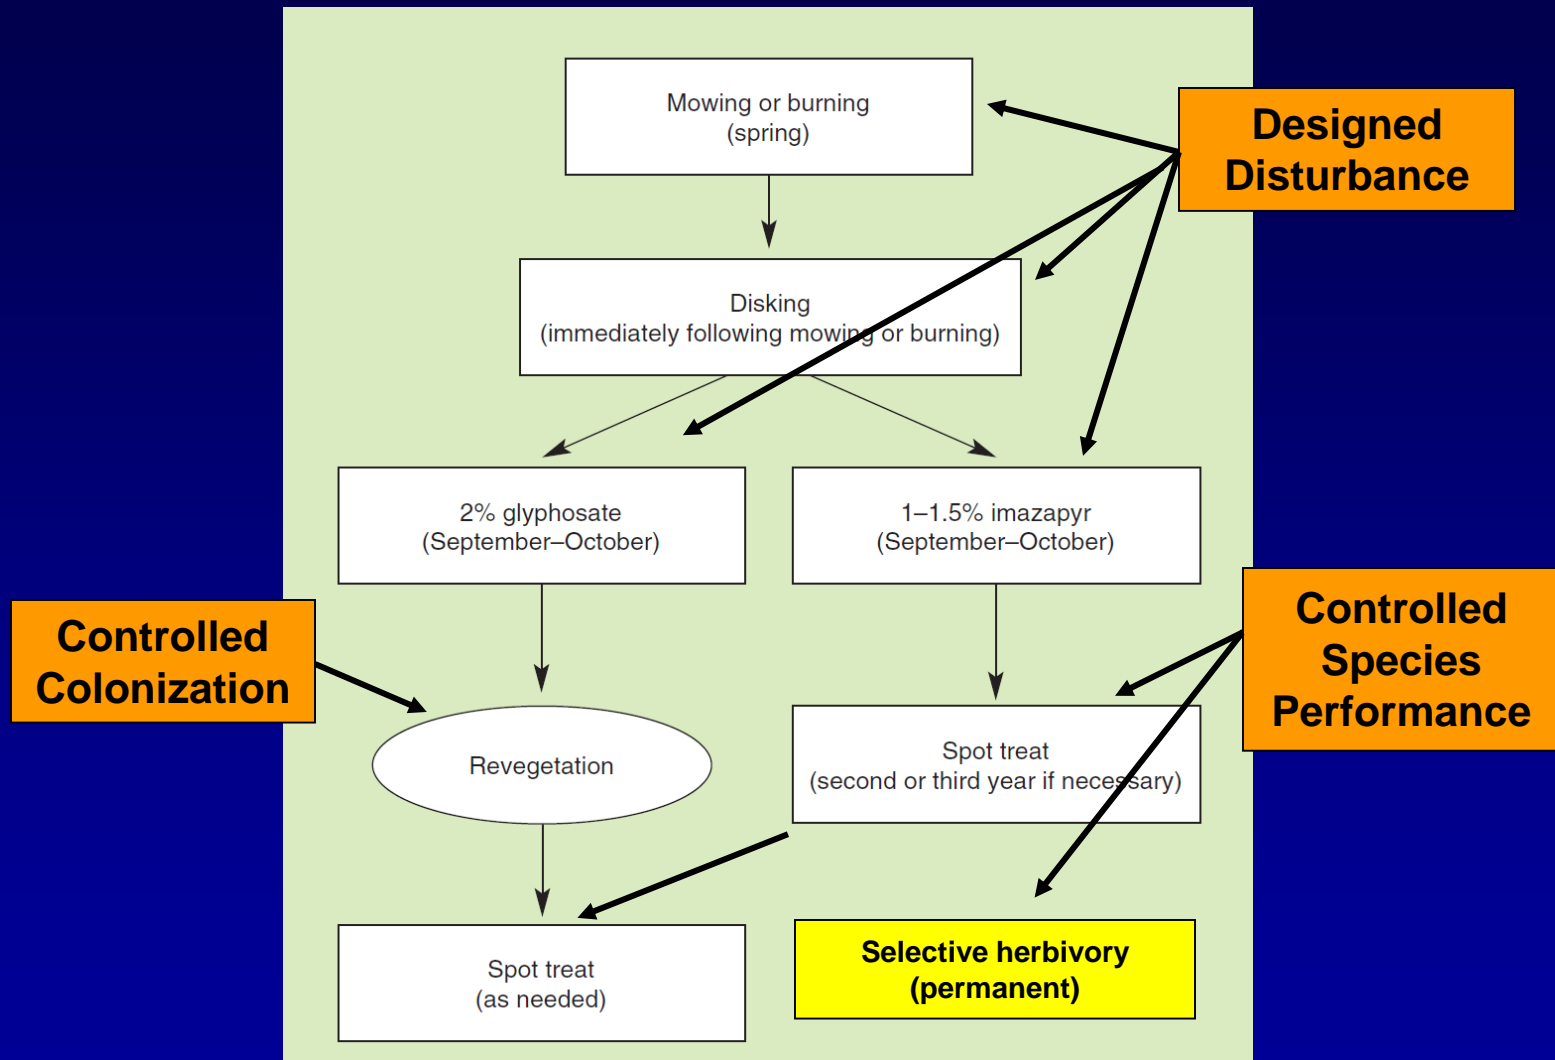 Mowing or burning
(spring)
Designed
Disturbance
Disking
(immediately following mowing or burning)
2% glyphosate
(September–October)
1–1.5% imazapyr
(September–October)
Controlled
Colonization
Controlled
Species
Performance
Revegetation
Spot treat
(second or third year if necessary)
Spot treat
(as needed)
Selective herbivory
(permanent)